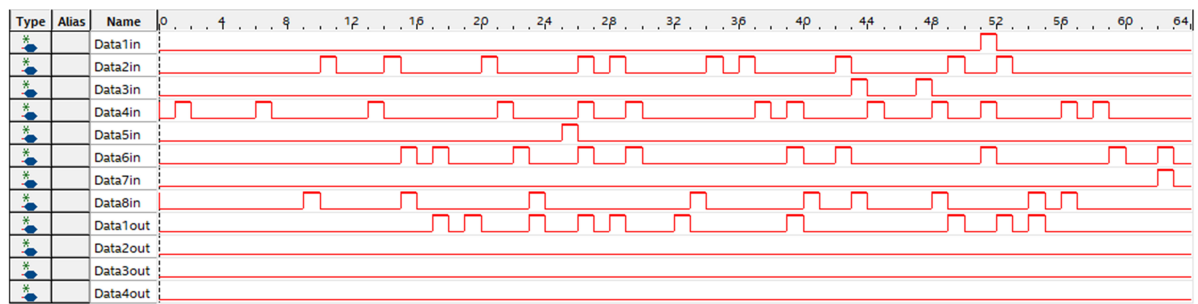 Type Alias Name 0 4 8 12 16 20 24 28 32 36 40 44 48 52 56 60 64
Data1in
Data2in
Data3in
Data4in
Data5in
Data6in
Data7in
Data8in
Data1out
Data2out
Data3out
Data4out